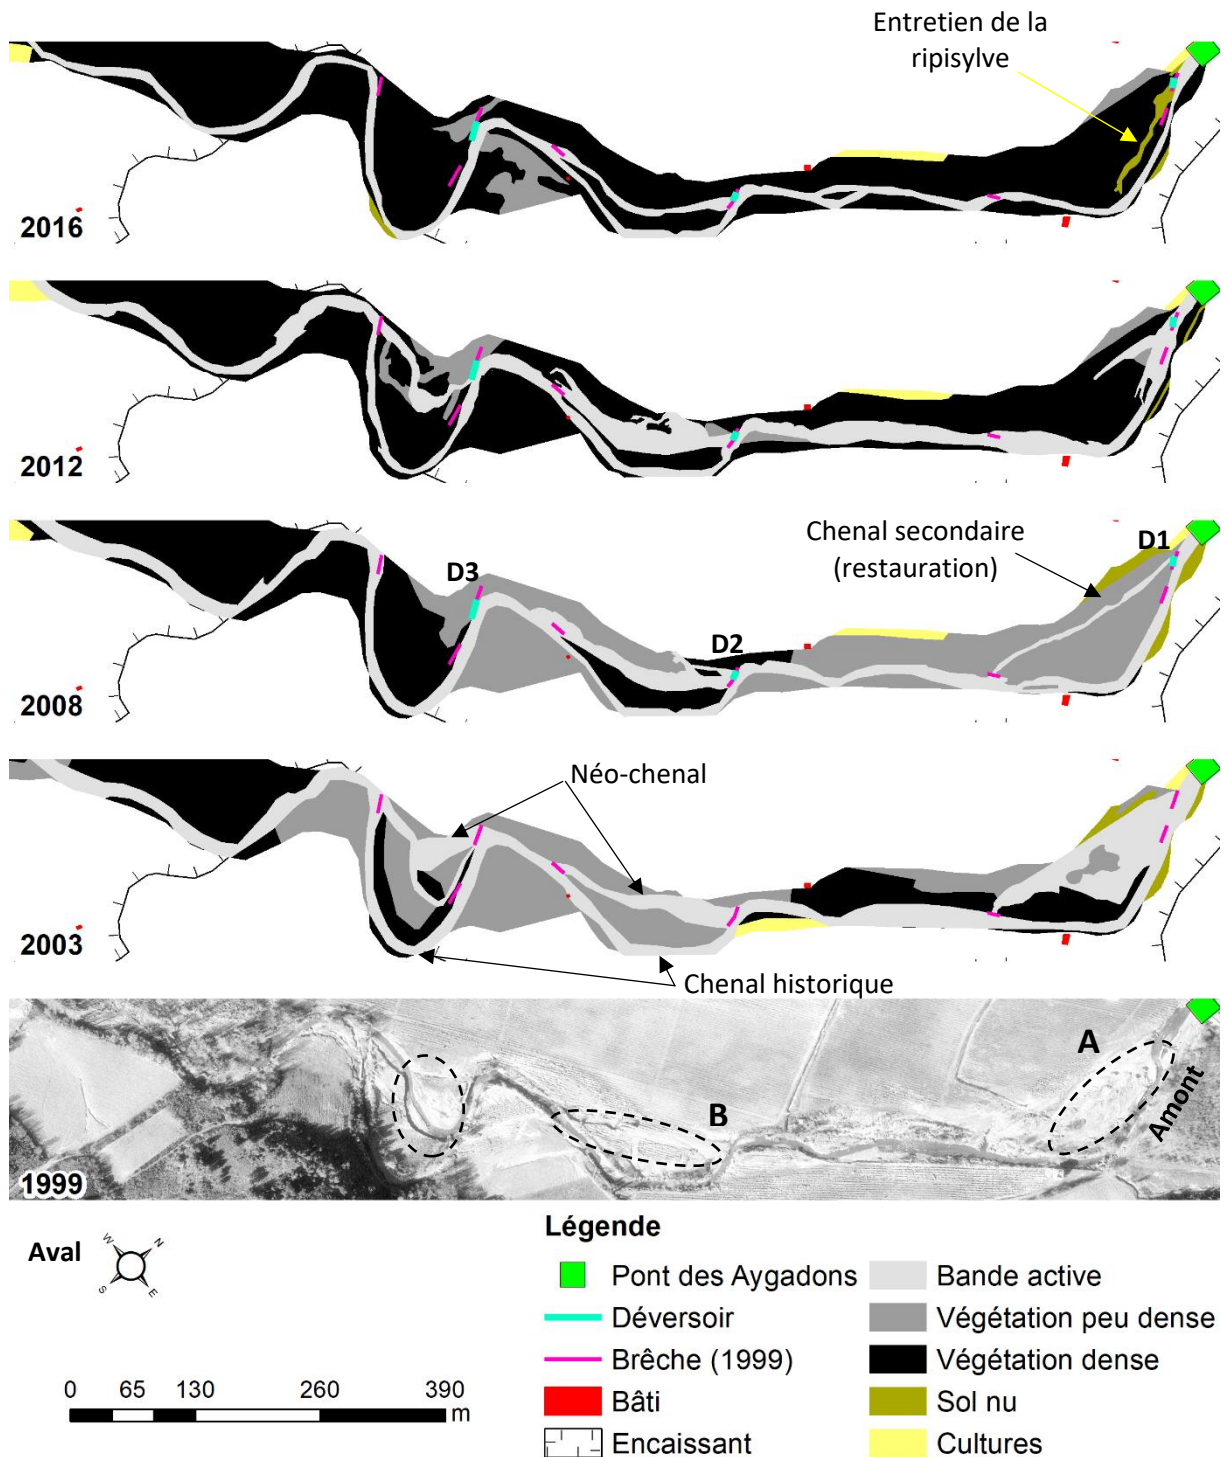 Entretien de la
ripisylve
2016
2012
Chenal secondaire
(restauration)
D1
D3
D2
2008
Néo-chenal
2003
Chenal historique
A
B
Amont
1999
Aval
W
N
S
E
0 65 130 260 390
m
Légende
Pont des Aygadons
Déversoir
Brêche (1999)
Bâti
Encaissant
Bande active
Végétation peu dense
Végétation dense
Sol nu
Cultures